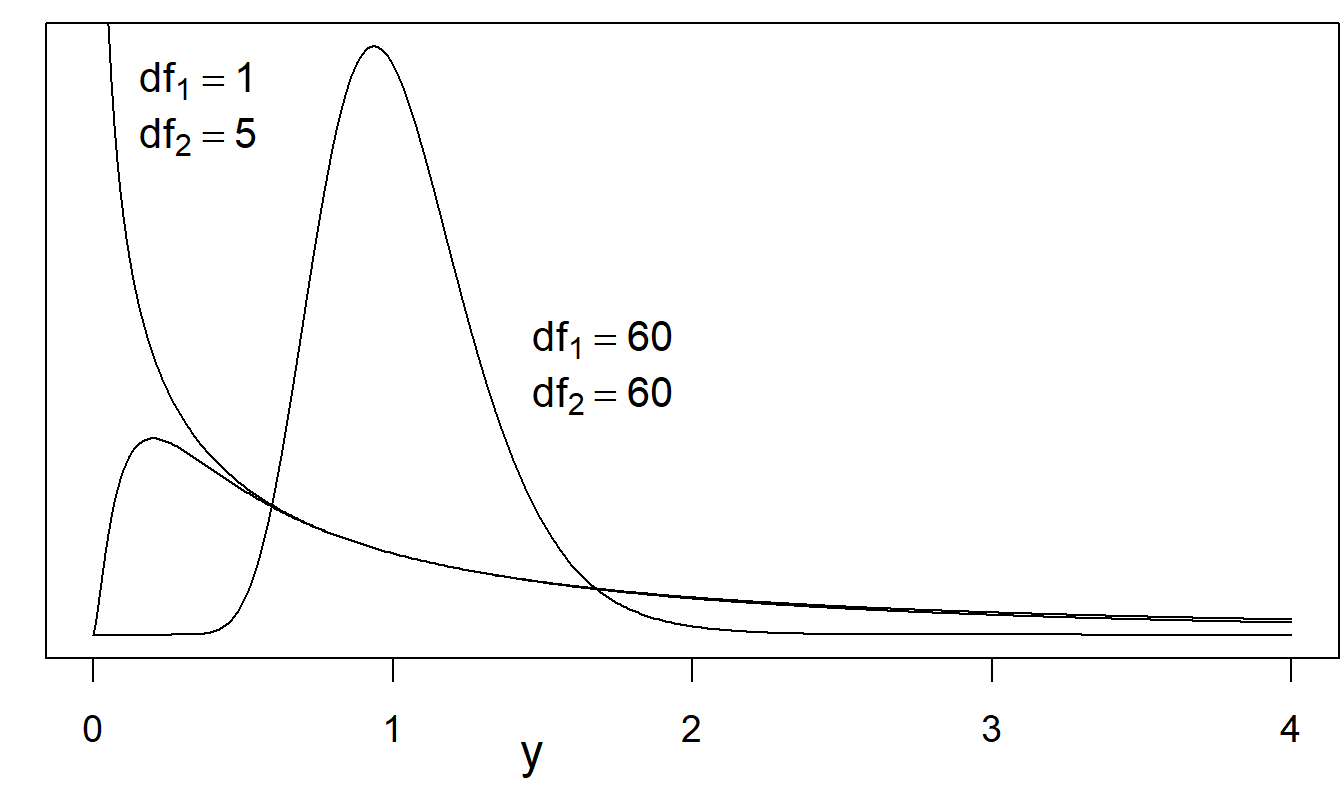 df₁ = 1
df₂ = 5
df₁ = 60
df₂ = 60
0 1 2 3 4
y